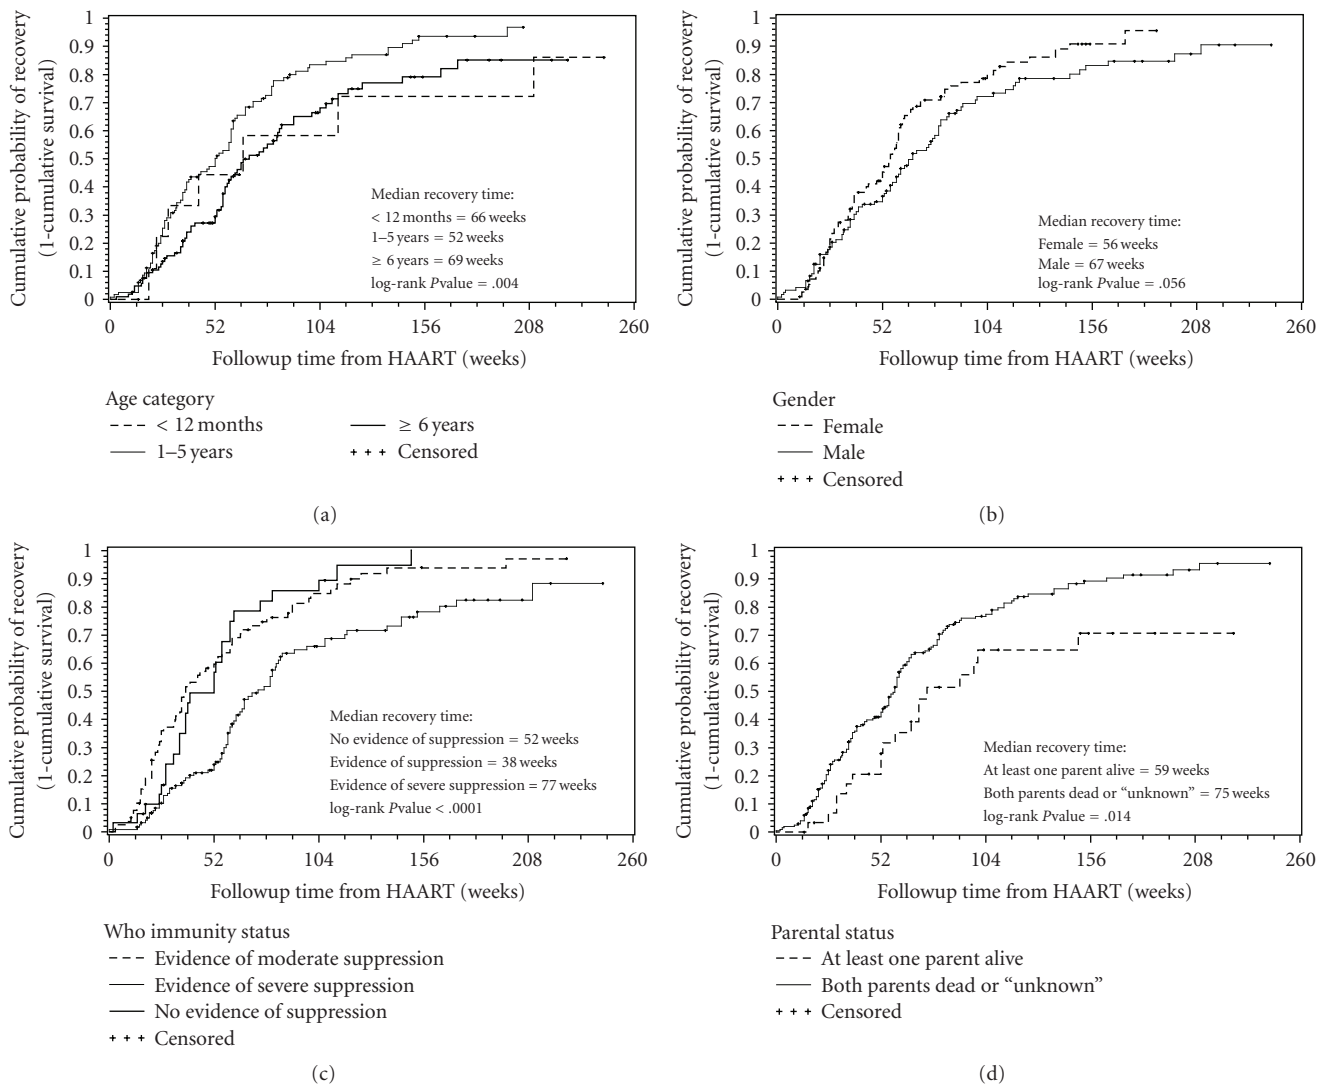 Cumulative probability of recovery
(1-cumulative survival)
1
0.9
0.8
0.7
0.6
0.5
0.4
0.3
0.2
0.1
0
Median recovery time:
< 12 months = 66 weeks
1–5 years = 52 weeks
≥ 6 years = 69 weeks
log-rank Pvalue = .004
0 52 104 156 208 260
Followup time from HAART (weeks)
Age category
< 12 months
1–5 years
≥ 6 years
Censored
(a)
Cumulative probability of recovery
(1-cumulative survival)
1
0.9
0.8
0.7
0.6
0.5
0.4
0.3
0.2
0.1
0
Median recovery time:
Female = 56 weeks
Male = 67 weeks
log-rank Pvalue = .056
0 52 104 156 208 260
Followup time from HAART (weeks)
Gender
Female
Male
Censored
(b)
Cumulative probability of recovery
(1-cumulative survival)
1
0.9
0.8
0.7
0.6
0.5
0.4
0.3
0.2
0.1
0
Median recovery time:
No evidence of suppression = 52 weeks
Evidence of suppression = 38 weeks
Evidence of severe suppression = 77 weeks
log-rank Pvalue < .0001
0 52 104 156 208 260
Followup time from HAART (weeks)
Who immunity status
Evidence of moderate suppression
Evidence of severe suppression
No evidence of suppression
Censored
(c)
Cumulative probability of recovery
(1-cumulative survival)
1
0.9
0.8
0.7
0.6
0.5
0.4
0.3
0.2
0.1
0
Median recovery time:
At least one parent alive = 59 weeks
Both parents dead or “unknown” = 75 weeks
log-rank Pvalue = .014
0 52 104 156 208 260
Followup time from HAART (weeks)
Parental status
At least one parent alive
Both parents dead or “unknown”
Censored
(d)